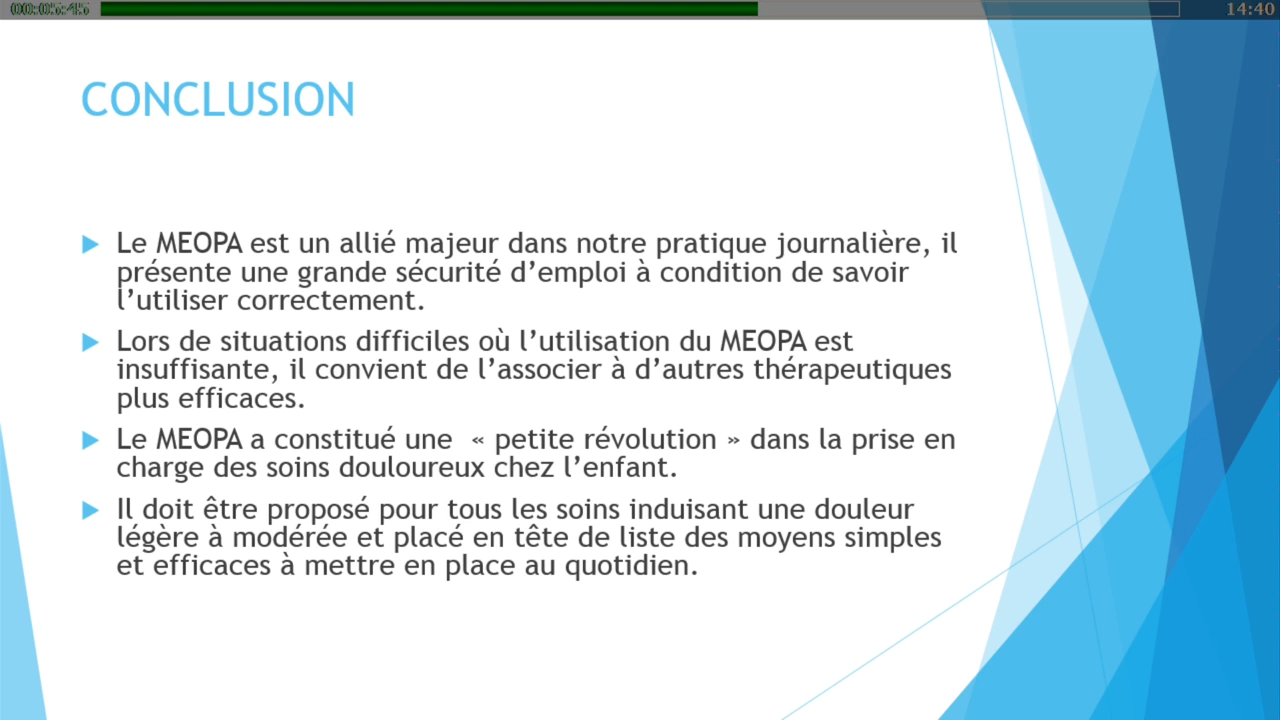 00:05:45
14:40
CONCLUSION
Le MEOPA est un allié majeur dans notre pratique journalière, il
présente une grande sécurité d’emploi à condition de savoir
l’utiliser correctement.
Lors de situations difficiles où l’utilisation du MEOPA est
insuffisante, il convient de l’associer à d’autres thérapeutiques
plus efficaces.
Le MEOPA a constitué une « petite révolution » dans la prise en
charge des soins douloureux chez l’enfant.
Il doit être proposé pour tous les soins induisant une douleur
légère à modérée et placé en tête de liste des moyens simples
et efficaces à mettre en place au quotidien.